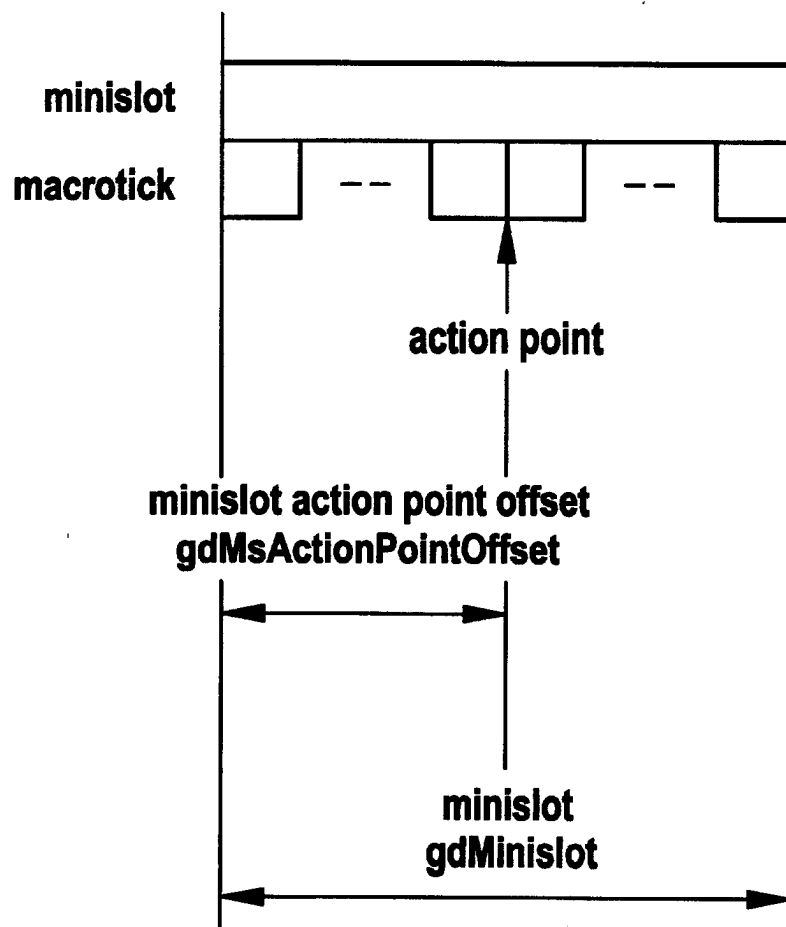 minislot
macrotick
action point
minislot action point offset
gdMsActionPointOffset
minislot
gdMinislot